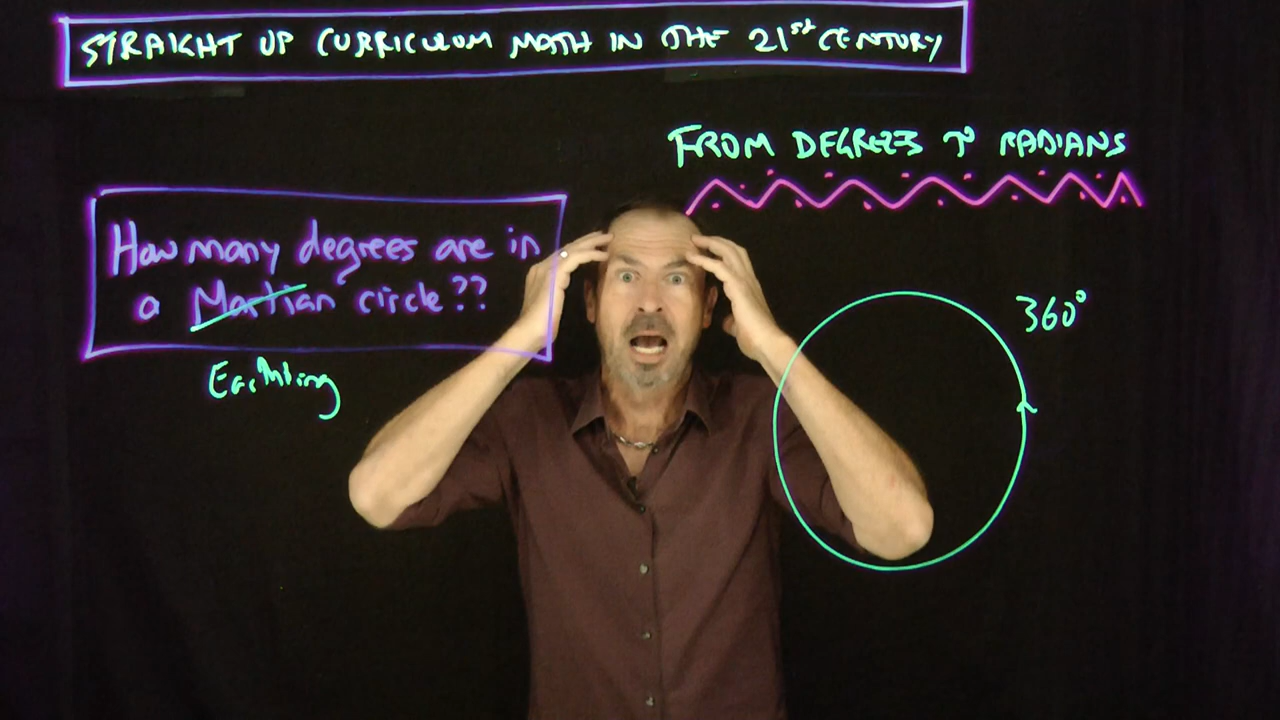 STRAIGHT UP CURRICULUM MATH IN THE 21st CENTURY
FROM DEGREES TO RADIANS
How many degrees are in
a Martian circle??
Earthling
360°